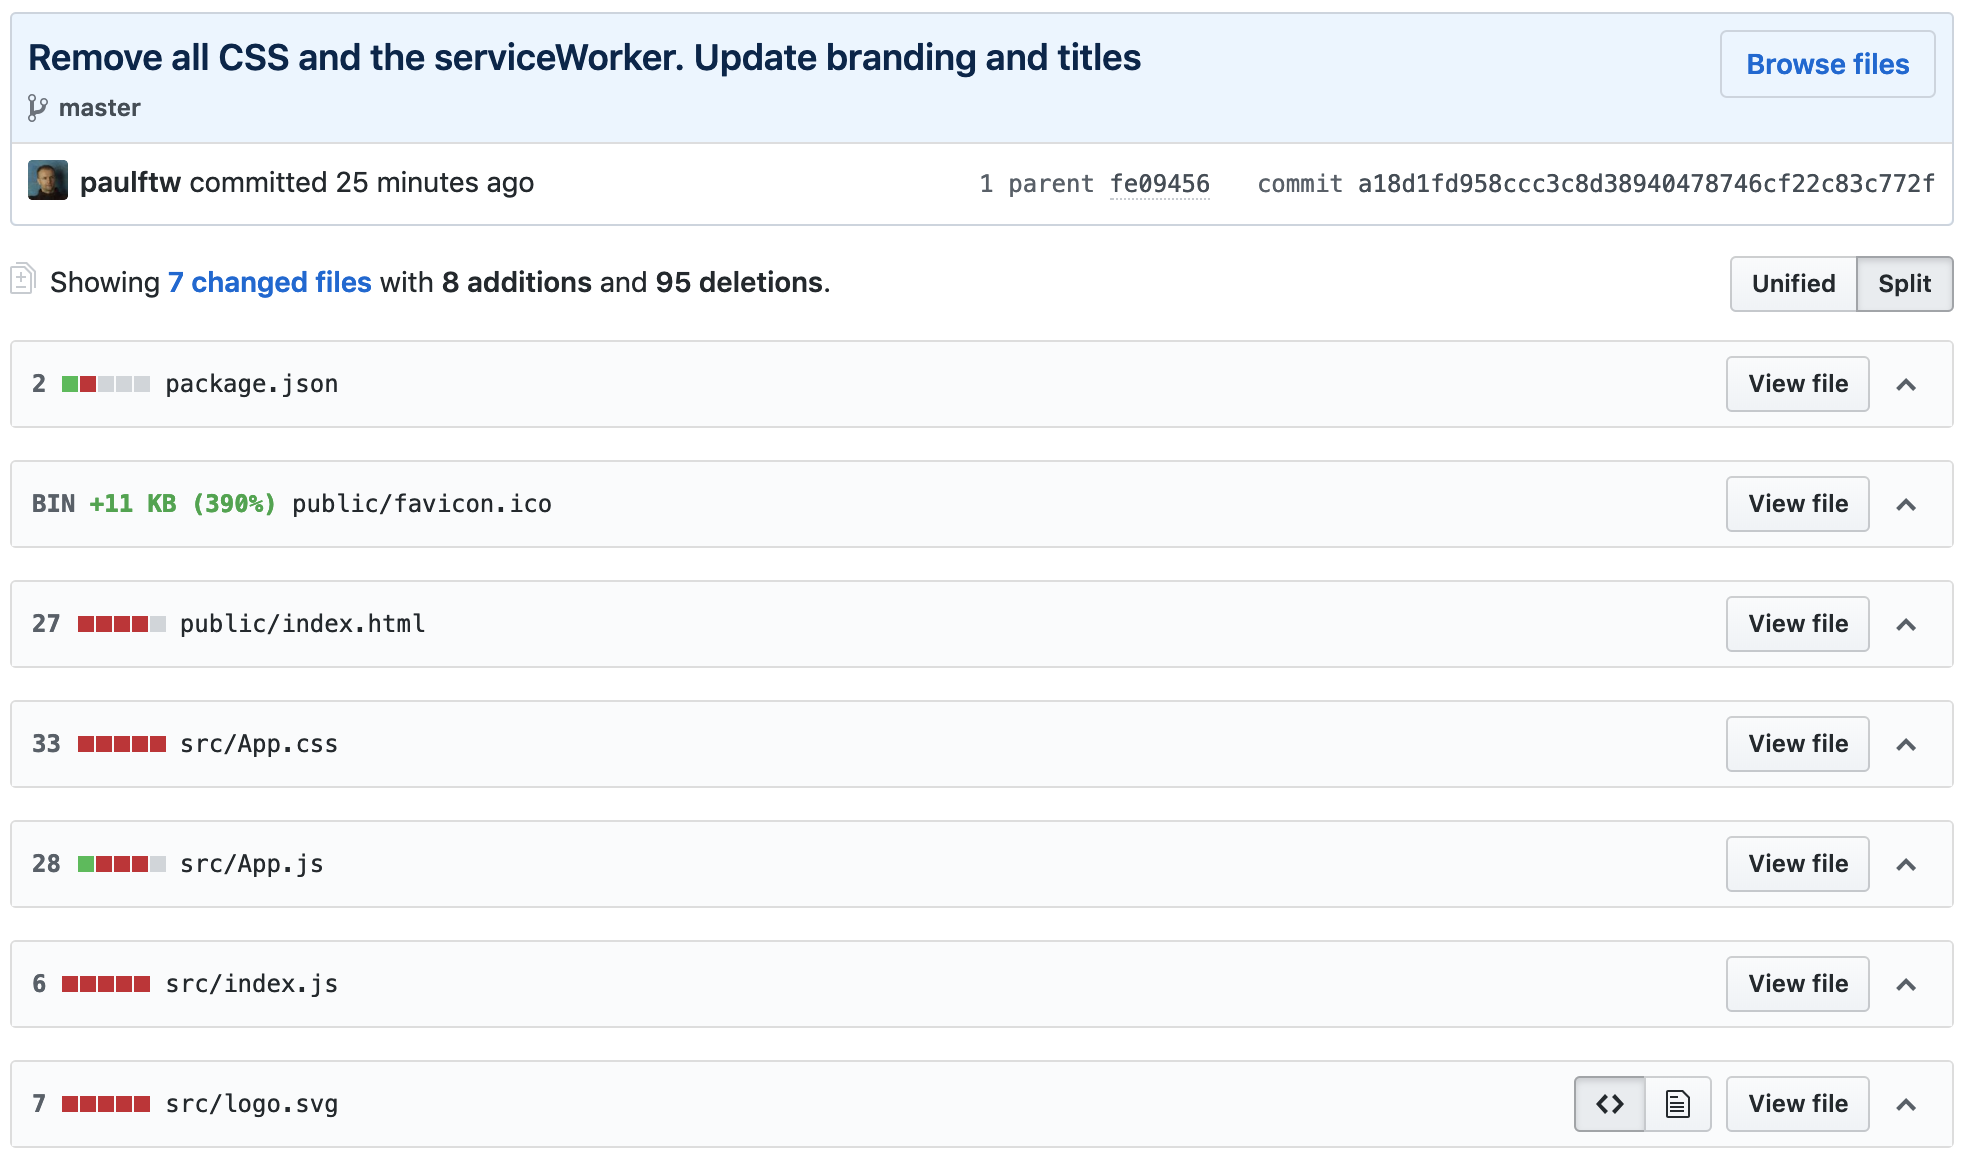 Remove all CSS and the serviceWorker. Update branding and titles
Browse files
master
paulftw committed 25 minutes ago
1 parent fe09456 commit a18d1fd958ccc3c8d38940478746cf22c83c772f
Showing 7 changed files with 8 additions and 95 deletions.
Unified Split
2 package.json View file
BIN +11 KB (390%) public/favicon.ico View file
27 public/index.html View file
33 src/App.css View file
28 src/App.js View file
6 src/index.js View file
7 src/logo.svg View file